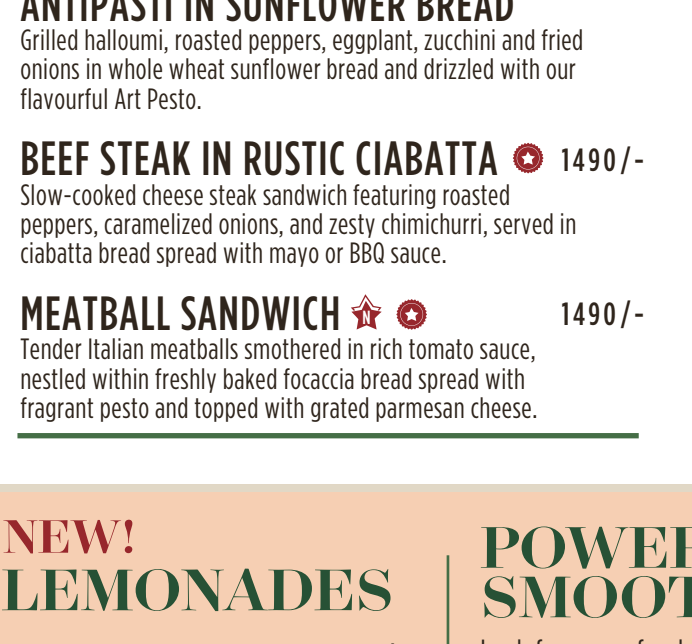 ANTIPASTI IN SUNFLOWER BREAD
Grilled halloumi, roasted peppers, eggplant, zucchini and fried
onions in whole wheat sunflower bread and drizzled with our
flavourful Art Pesto.
BEEF STEAK IN RUSTIC CIABATTA 1490/-
Slow-cooked cheese steak sandwich featuring roasted
peppers, caramelized onions, and zesty chimichurri, served in
ciabatta bread spread with mayo or BBQ sauce.
MEATBALL SANDWICH N 1490/-
Tender Italian meatballs smothered in rich tomato sauce,
nestled within freshly baked focaccia bread spread with
fragrant pesto and topped with grated parmesan cheese.
NEW!
LEMONADES
POWER
SMOOT